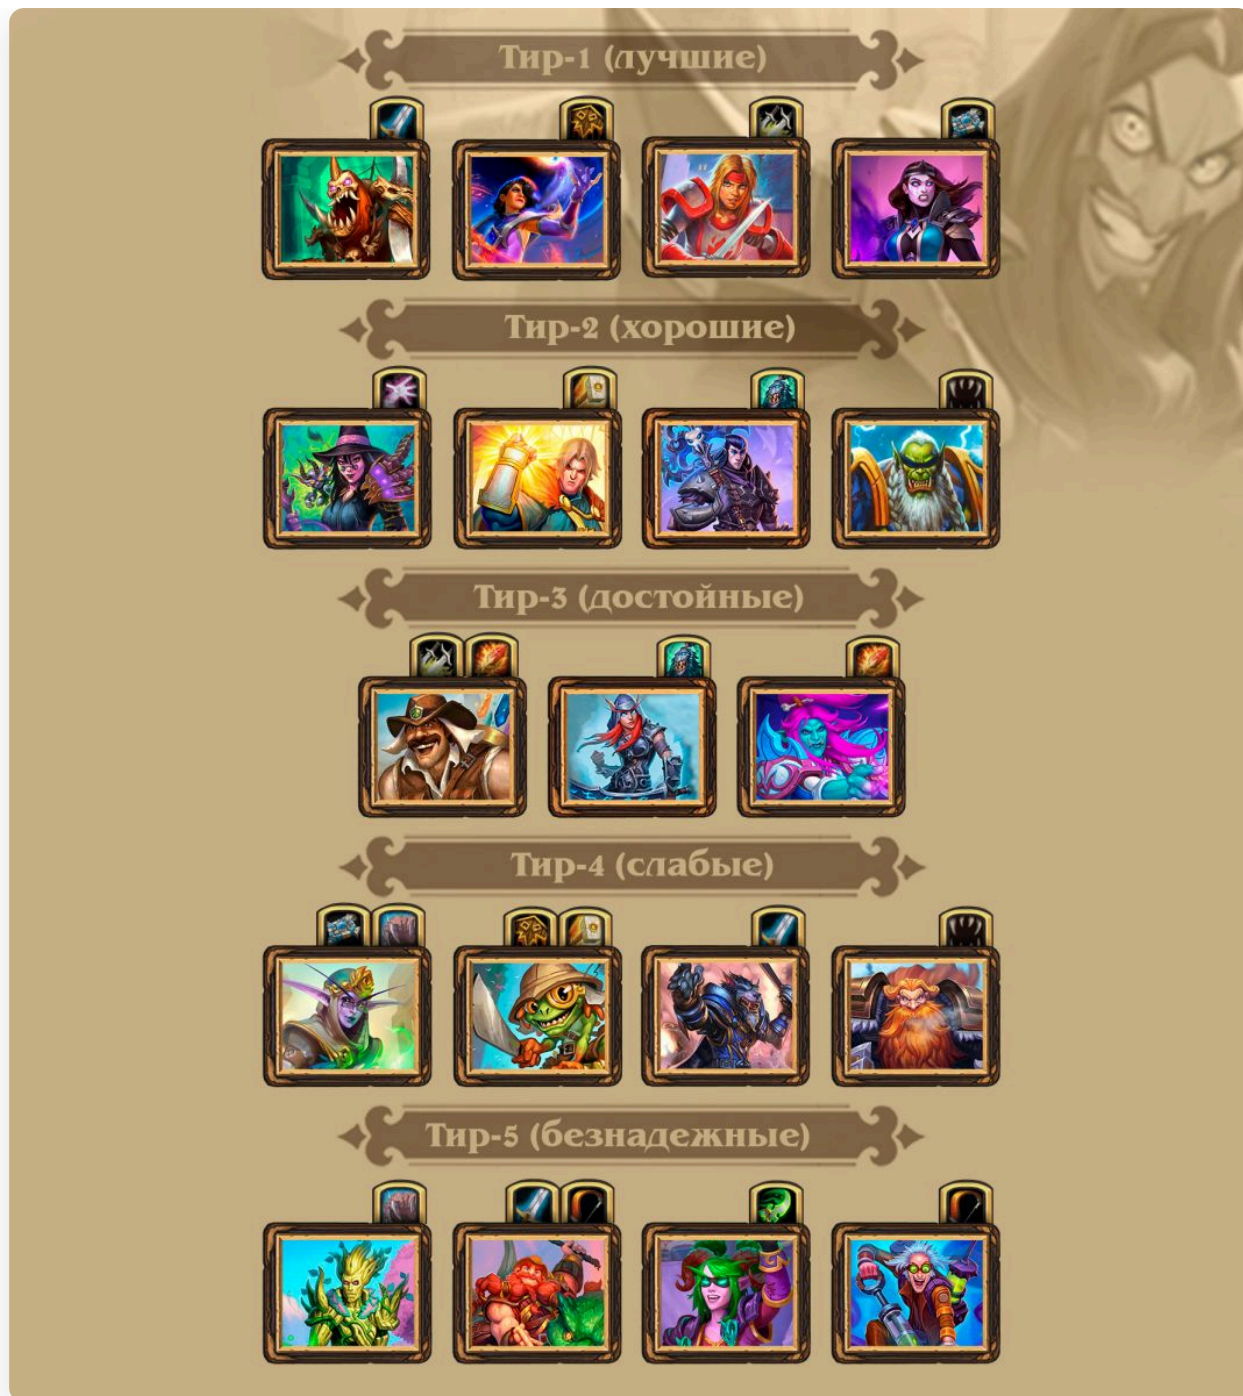 Тир-1 (лучшие)
Тир-2 (хорошие)
Тир-3 (достойные)
Тир-4 (слабые)
Тир-5 (безнадежные)